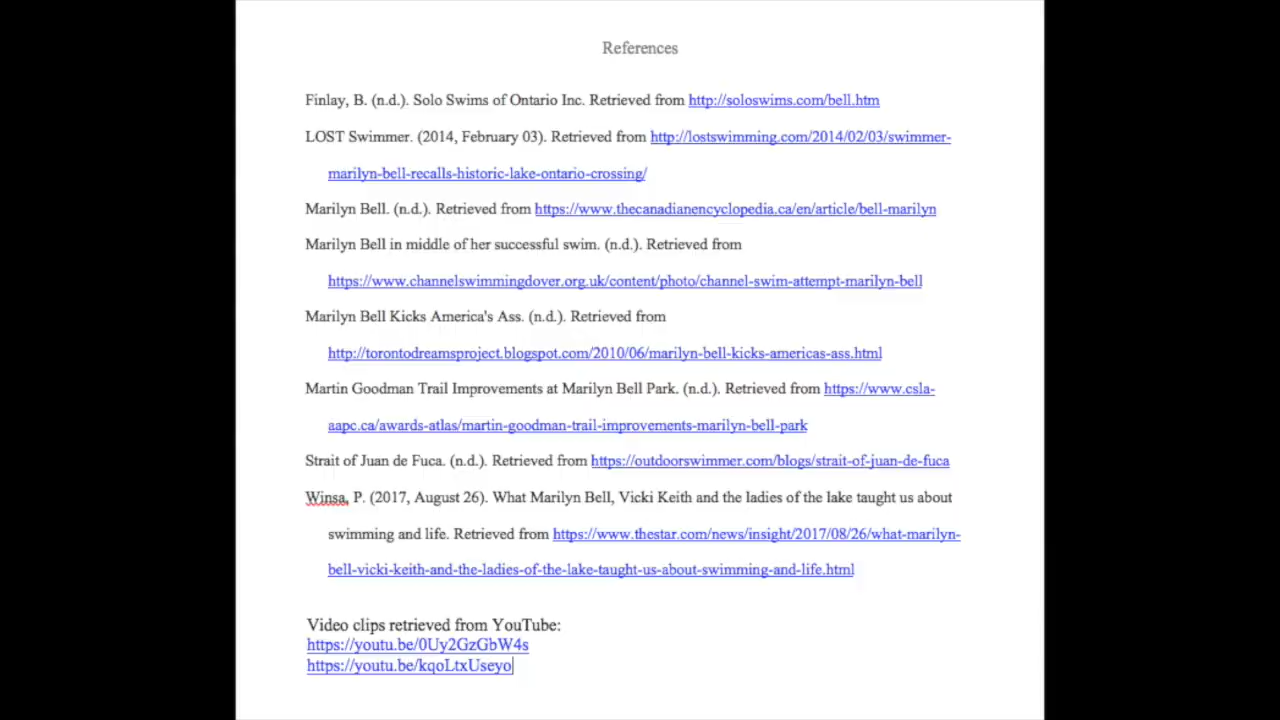 References
Finlay, B. (n.d.). Solo Swims of Ontario Inc. Retrieved from http://soloswims.com/bell.htm
LOST Swimmer. (2014, February 03). Retrieved from http://lostswimming.com/2014/02/03/swimmer-
marilyn-bell-recalls-historic-lake-ontario-crossing/
Marilyn Bell. (n.d.). Retrieved from https://www.thecanadianencyclopedia.ca/en/article/bell-marilyn
Marilyn Bell in middle of her successful swim. (n.d.). Retrieved from
https://www.channelswimmingdover.org.uk/content/photo/channel-swim-attempt-marilyn-bell
Marilyn Bell Kicks America's Ass. (n.d.). Retrieved from
http://torontodreamsproject.blogspot.com/2010/06/marilyn-bell-kicks-americas-ass.html
Martin Goodman Trail Improvements at Marilyn Bell Park. (n.d.). Retrieved from https://www.csla-
aapc.ca/awards-atlas/martin-goodman-trail-improvements-marilyn-bell-park
Strait of Juan de Fuca. (n.d.). Retrieved from https://outdoorswimmer.com/blogs/strait-of-juan-de-fuca
Winsa, P. (2017, August 26). What Marilyn Bell, Vicki Keith and the ladies of the lake taught us about
swimming and life. Retrieved from https://www.thestar.com/news/insight/2017/08/26/what-marilyn-
bell-vicki-keith-and-the-ladies-of-the-lake-taught-us-about-swimming-and-life.html
Video clips retrieved from YouTube:
https://youtu.be/0Uy2GzGbW4s
https://youtu.be/kqoLtxUseyo